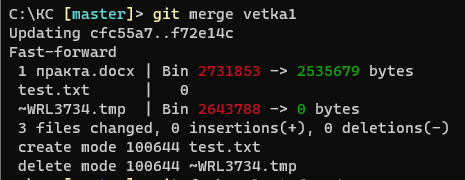 C:\KC [master]> git merge vetka1
Updating cfc55a7..f72e14c
Fast-forward
 1 практа.docx | Bin 2731853 -> 2535679 bytes
 test.txt      |   0
 ~WRL3734.tmp  | Bin 2643788 -> 0 bytes
 3 files changed, 0 insertions(+), 0 deletions(-)
 create mode 100644 test.txt
 delete mode 100644 ~WRL3734.tmp